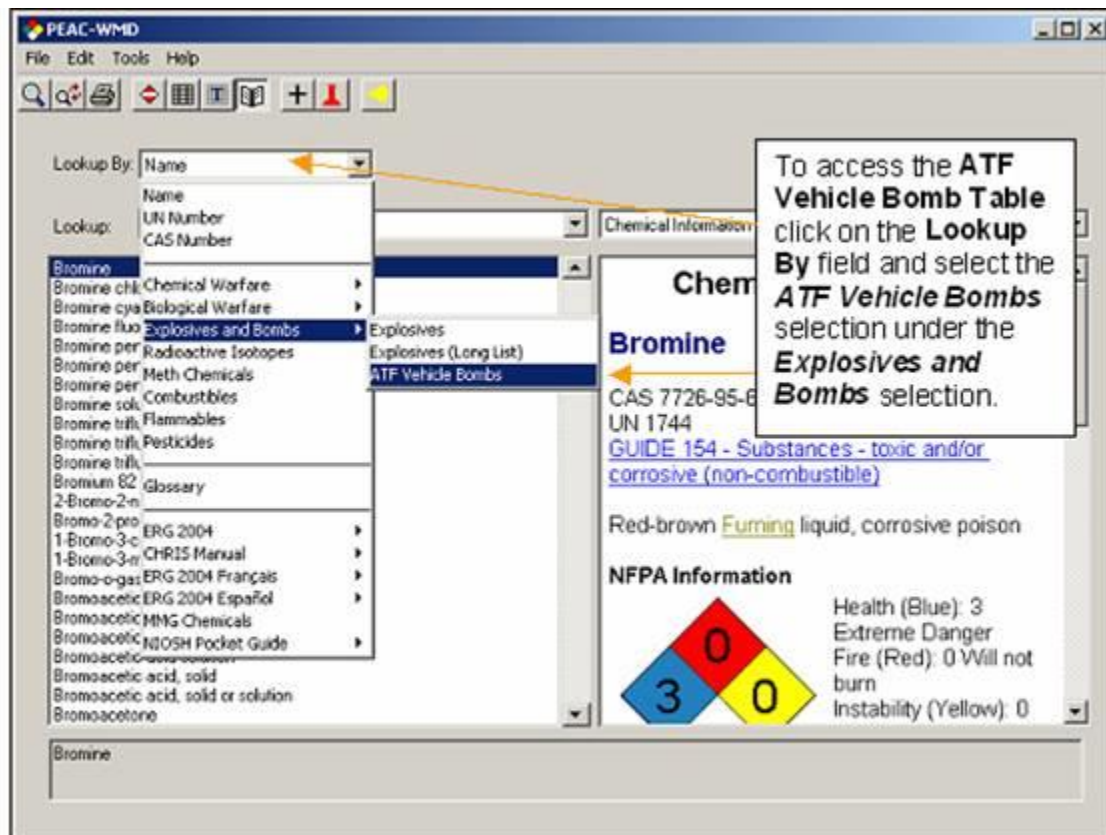 PEAC-WMD
File Edit Tools Help
Lookup By: Name
Name
UN Number
CAS Number
Chemical Warfare
Biological Warfare
Explosives and Bombs
Radioactive Isotopes
Meth Chemicals
Combustibles
Flammables
Pesticides
Glossary
ERG 2004
CHRIS Manual
ERG 2004 Français
ERG 2004 Español
MMG Chemicals
NIOSH Pocket Guide
Explosives
Explosives (Long List)
ATF Vehicle Bombs
Lookup:
Bromine
Bromine chl
Bromine cya
Bromine fluo
Bromine per
Bromine per
Bromine per
Bromine solu
Bromine triflu
Bromine triflu
Bromine triflu
Bromium 82
2-Bromo-2-n
Bromo-2-pro
1-Bromo-3-c
1-Bromo-3-m
Bromo-o-gas
Bromoacetic
Bromoacetic
Bromoacetic
Bromoacetic acid solution
Bromoacetic acid, solid
Bromoacetic acid, solid or solution
Bromoacetone
Chemical Information
Chem
Bromine
CAS 7726-95-6
UN 1744
GUIDE 154 - Substances - toxic and/or
corrosive (non-combustible)
Red-brown Fuming liquid, corrosive poison
NFPA Information
0
3
0
Health (Blue): 3
Extreme Danger
Fire (Red): 0 Will not
burn
Instability (Yellow): 0
To access the ATF
Vehicle Bomb Table
click on the Lookup
By field and select the
ATF Vehicle Bombs
selection under the
Explosives and
Bombs selection.
Bromine